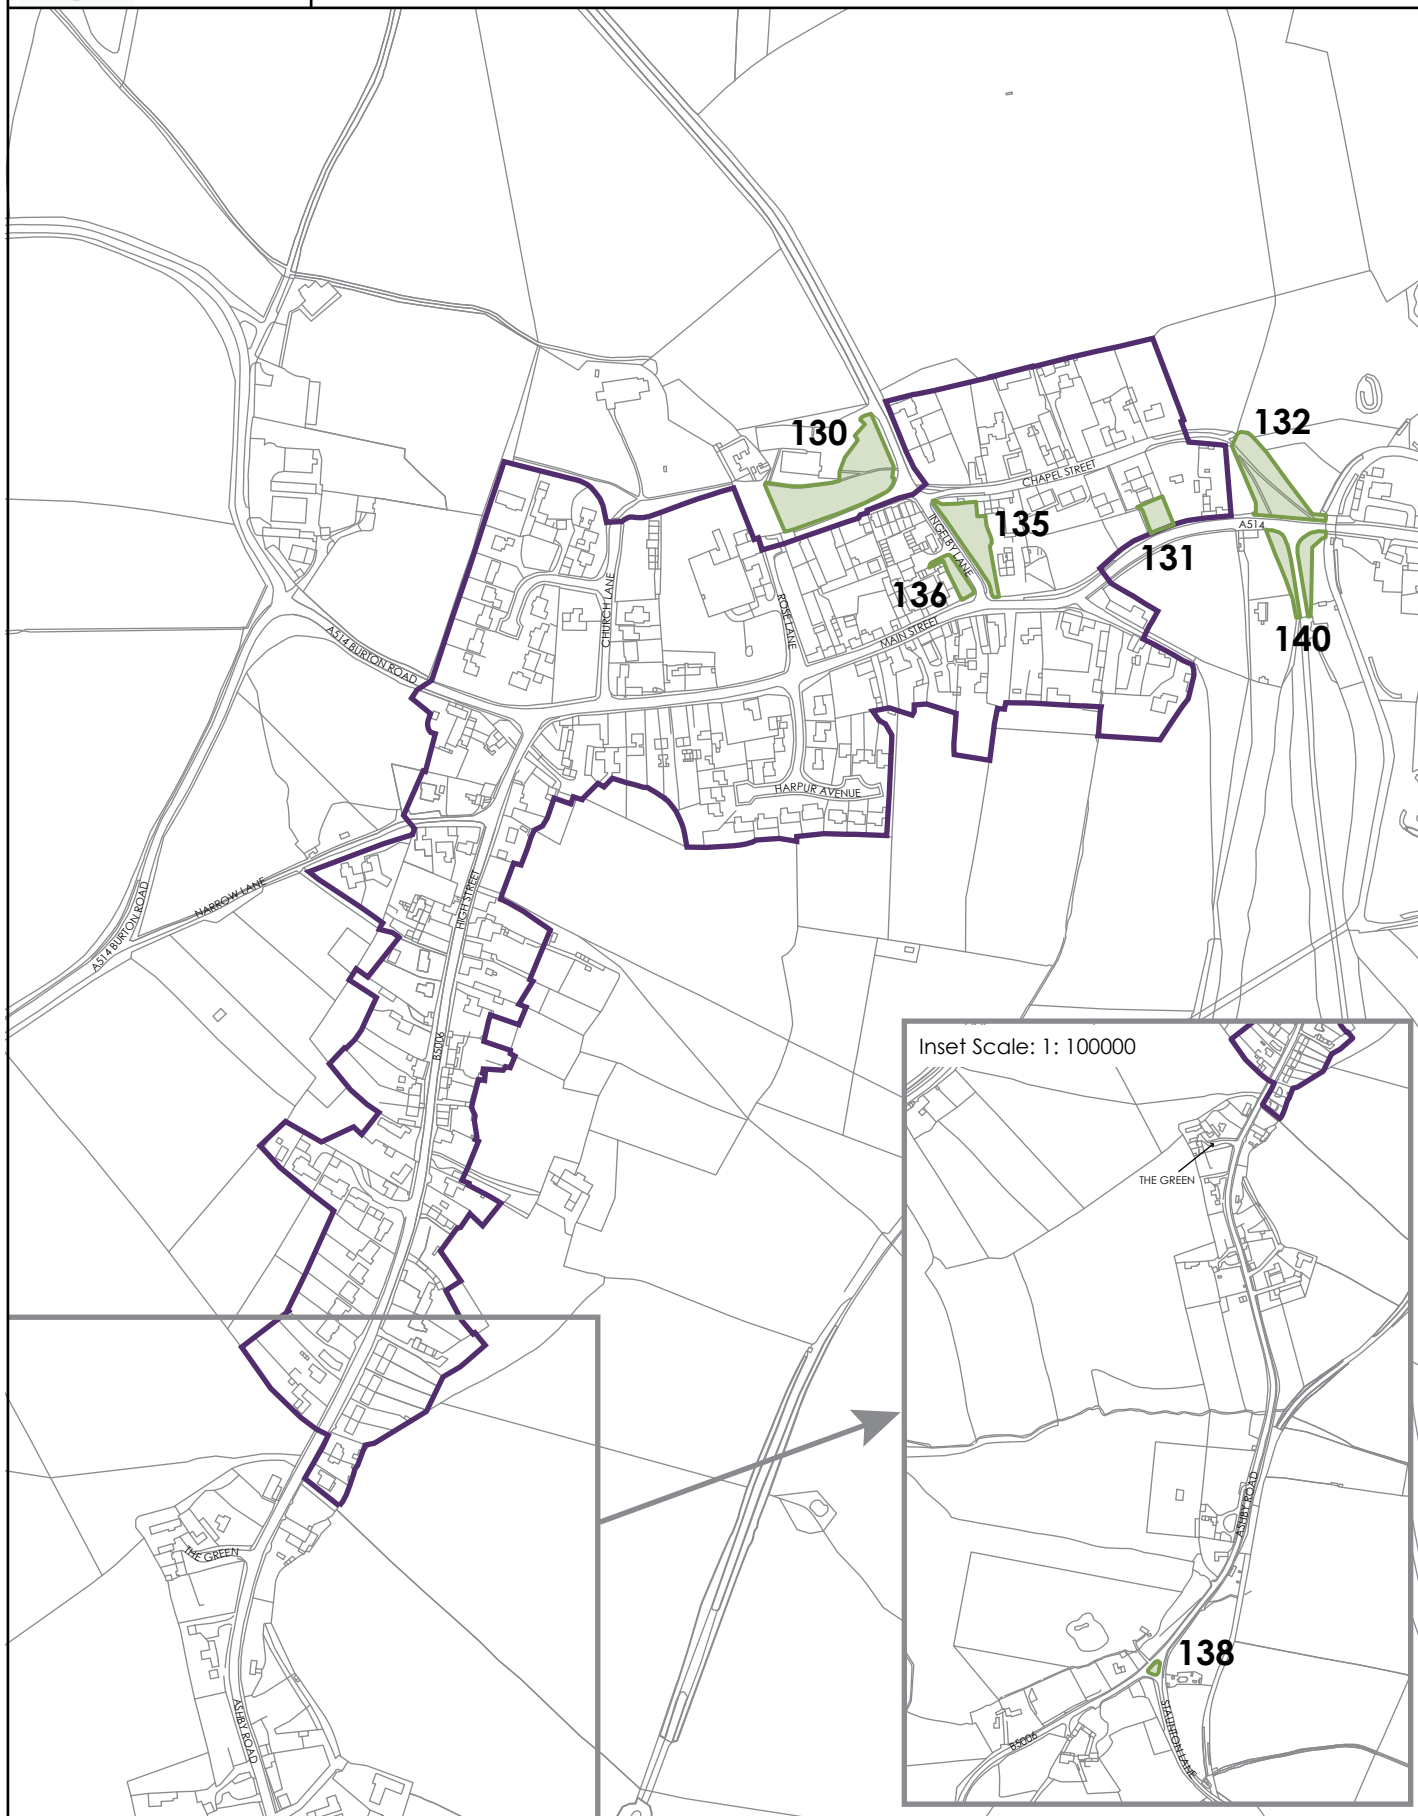 132
130
CHAPEL STREET
135
INGELBY LANE
A514
131
136
CHURCH LANE
ROSE LANE
MAIN STREET
140
A514 BURTON ROAD
HARPUR AVENUE
HIGH STREET
NARROW LANE
A514 BURTON ROAD
B5006
Inset Scale: 1: 100000
THE GREEN
ASHBY ROAD
138
STAUNTON LANE
B5006
THE GREEN
ASHBY ROAD